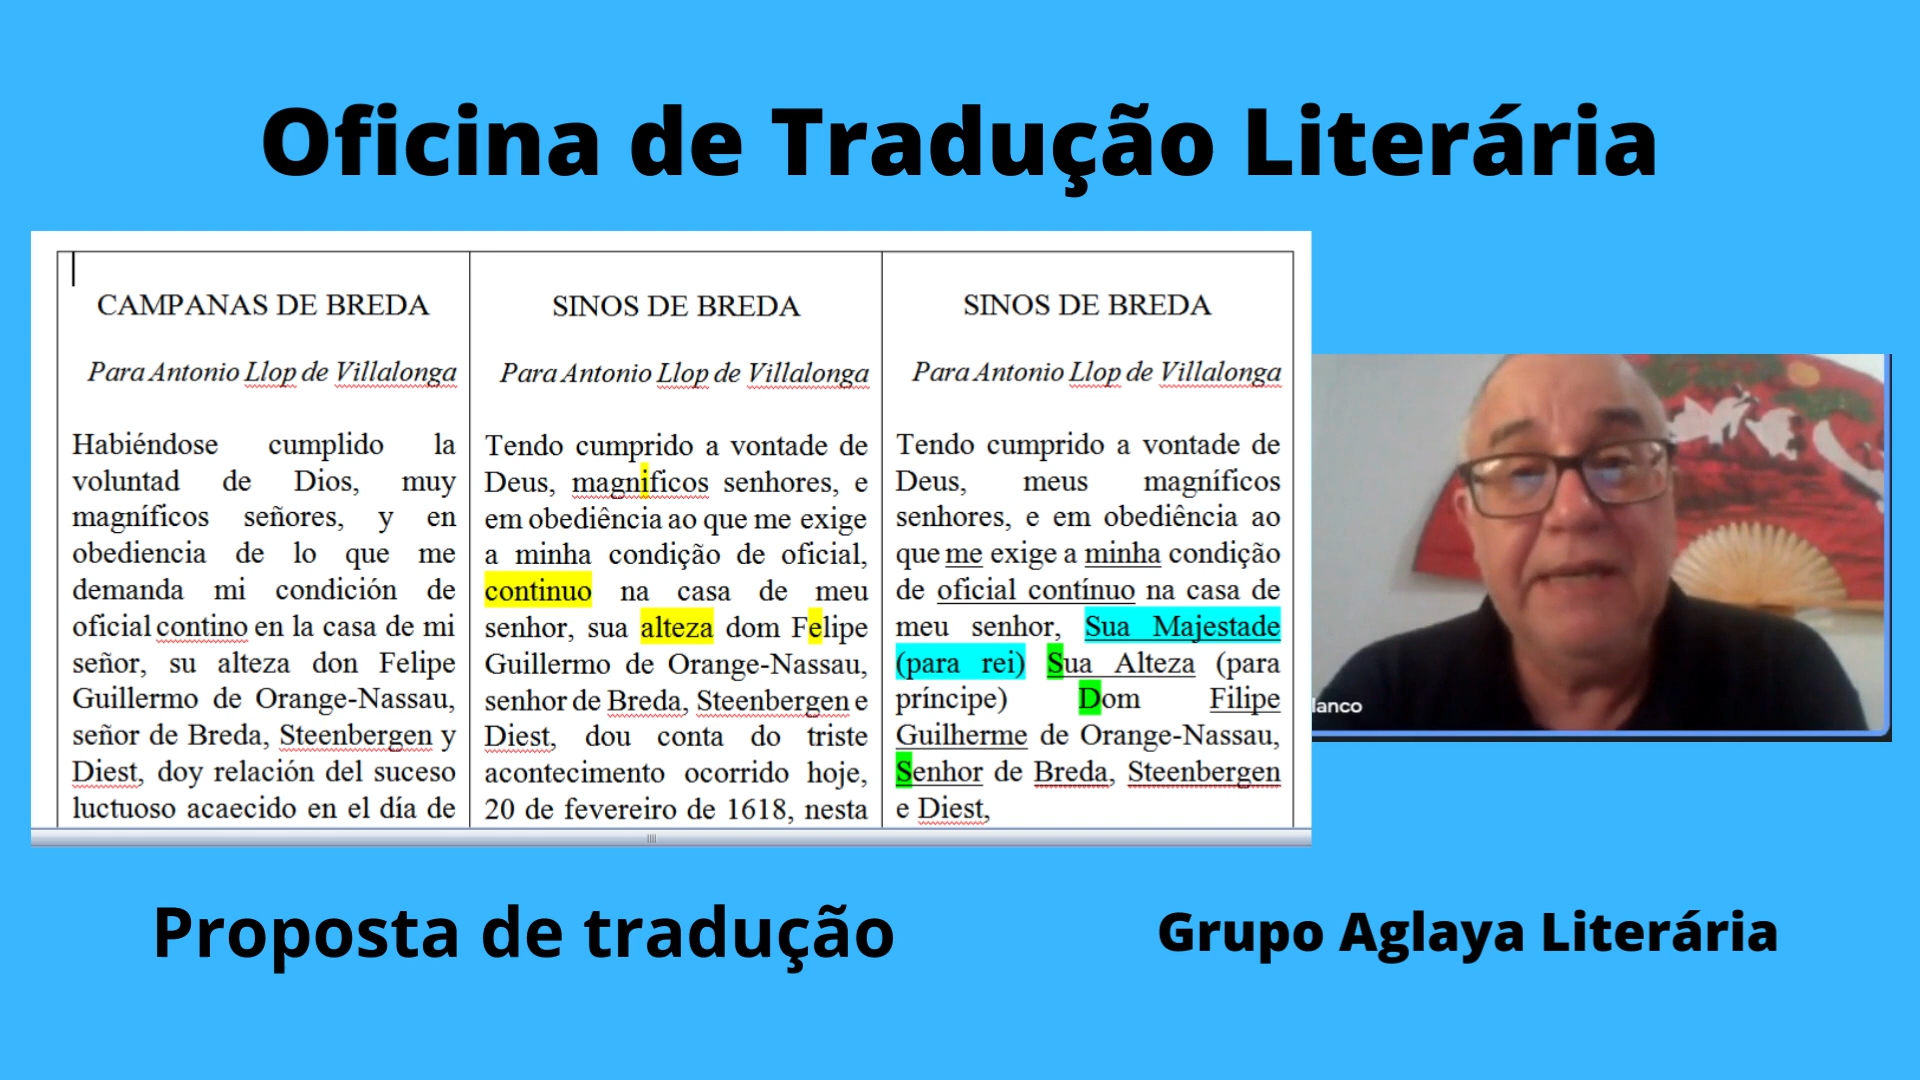 Oficina de Tradução Literária
CAMPANAS DE BREDA
Para Antonio Llop de Villalonga
Habiéndose cumplido la
voluntad de Dios, muy
magníficos señores, y en
obediencia de lo que me
demanda mi condición de
oficial contino en la casa de mi
señor, su alteza don Felipe
Guillermo de Orange-Nassau,
señor de Breda, Steenbergen y
Diest, doy relación del suceso
luctuoso acaecido en el día de
SINOS DE BREDA
Para Antonio Llop de Villalonga
Tendo cumprido a vontade de
Deus, magnificos senhores, e
em obediência ao que me exige
a minha condição de oficial,
continuo na casa de meu
senhor, sua alteza dom Felipe
Guillermo de Orange-Nassau,
senhor de Breda, Steenbergen e
Diest, dou conta do triste
acontecimento ocorrido hoje,
20 de fevereiro de 1618, nesta
SINOS DE BREDA
Para Antonio Llop de Villalonga
Tendo cumprido a vontade de
Deus, meus magníficos
senhores, e em obediência ao
que me exige a minha condição
de oficial contínuo na casa de
meu senhor, Sua Majestade
(para rei) Sua Alteza (para
príncipe) Dom Filipe
Guilherme de Orange-Nassau,
Senhor de Breda, Steenbergen
e Diest,
lanco
Proposta de tradução
Grupo Aglaya Literária